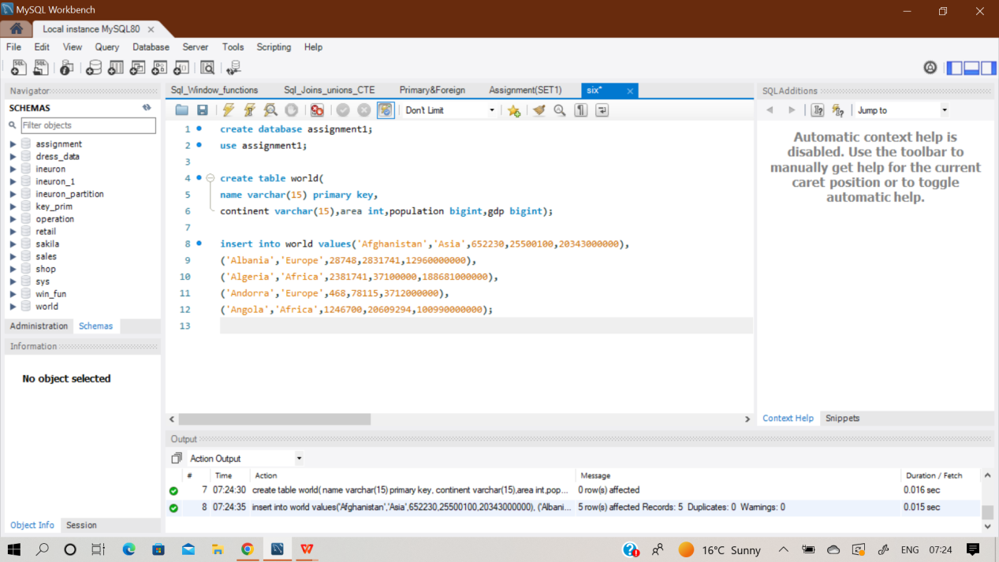 MySQL Workbench
Local instance MySQL80
File Edit View Query Database Server Tools Scripting Help
Navigator
SCHEMAS
Filter objects
assignment
dress_data
ineuron
ineuron_1
ineuron_partition
key_prim
operation
retail
sakila
sales
shop
sys
win_fun
world
Administration Schemas
Information
No object selected
Object Info Session
Sql_Window_functions Sql_Joins_unions_CTE Primary&Foreign Assignment(SET1) six*
Don't Limit
1 create database assignment1;
2 use assignment1;
3
4 create table world(
5 name varchar(15) primary key,
6 continent varchar(15),area int,population bigint,gdp bigint);
7
8 insert into world values('Afghanistan','Asia',652230,25500100,20343000000),
9 ('Albania','Europe',28748,2831741,12960000000),
10 ('Algeria','Africa',2381741,37100000,188681000000),
11 ('Andorra','Europe',468,78115,3712000000),
12 ('Angola','Africa',1246700,20609294,100990000000);
13
SQLAdditions
Jump to
Automatic context help is
disabled. Use the toolbar to
manually get help for the current
caret position or to toggle
automatic help.
Context Help Snippets
Output
Action Output
# Time Action Message Duration / Fetch
7 07:24:30 create table world( name varchar(15) primary key, continent varchar(15),area int,pop... 0 row(s) affected 0.016 sec
8 07:24:35 insert into world values('Afghanistan','Asia',652230,25500100,20343000000), ('Albani... 5 row(s) affected Records: 5 Duplicates: 0 Warnings: 0 0.015 sec
16°C Sunny ENG 07:24